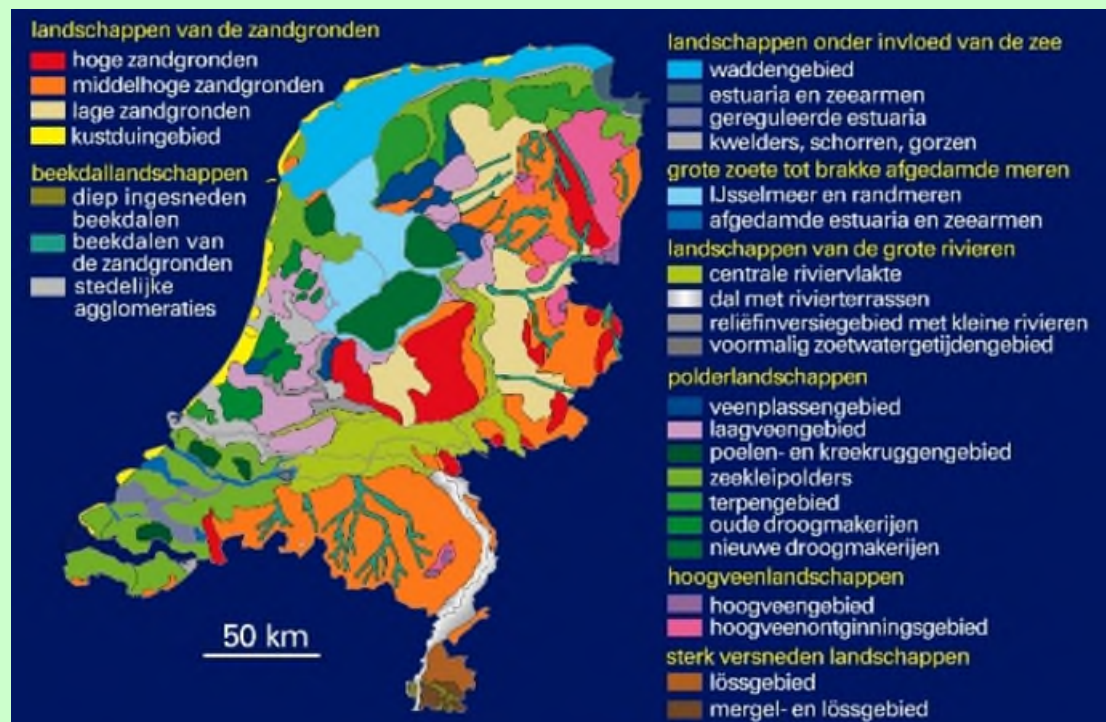 landschappen van de zandgronden
hoge zandgronden
middelhoge zandgronden
lage zandgronden
kustduingebied
beekdallandschappen
diep ingesneden
beekdalen
beekdalen van
de zandgronden
stedelijke
agglomeraties
50 km
landschappen onder invloed van de zee
waddengebied
estuaria en zeearmen
gereguleerde estuaria
kwelders, schorren, gorzen
grote zoete tot brakke afgedamde meren
IJsselmeer en randmeren
afgedamde estuaria en zeearmen
landschappen van de grote rivieren
centrale riviervlakte
dal met rivierterrassen
reliëfinversiegebied met kleine rivieren
voormalig zoetwatergetijdengebied
polderlandschappen
veenplassengebied
laagveengebied
poelen- en kreekruggengebied
zeekleipolders
terpengebied
oude droogmakerijen
nieuwe droogmakerijen
hoogveenlandschappen
hoogveengebied
hoogveenontginningsgebied
sterk versneden landschappen
lössgebied
mergel- en lössgebied